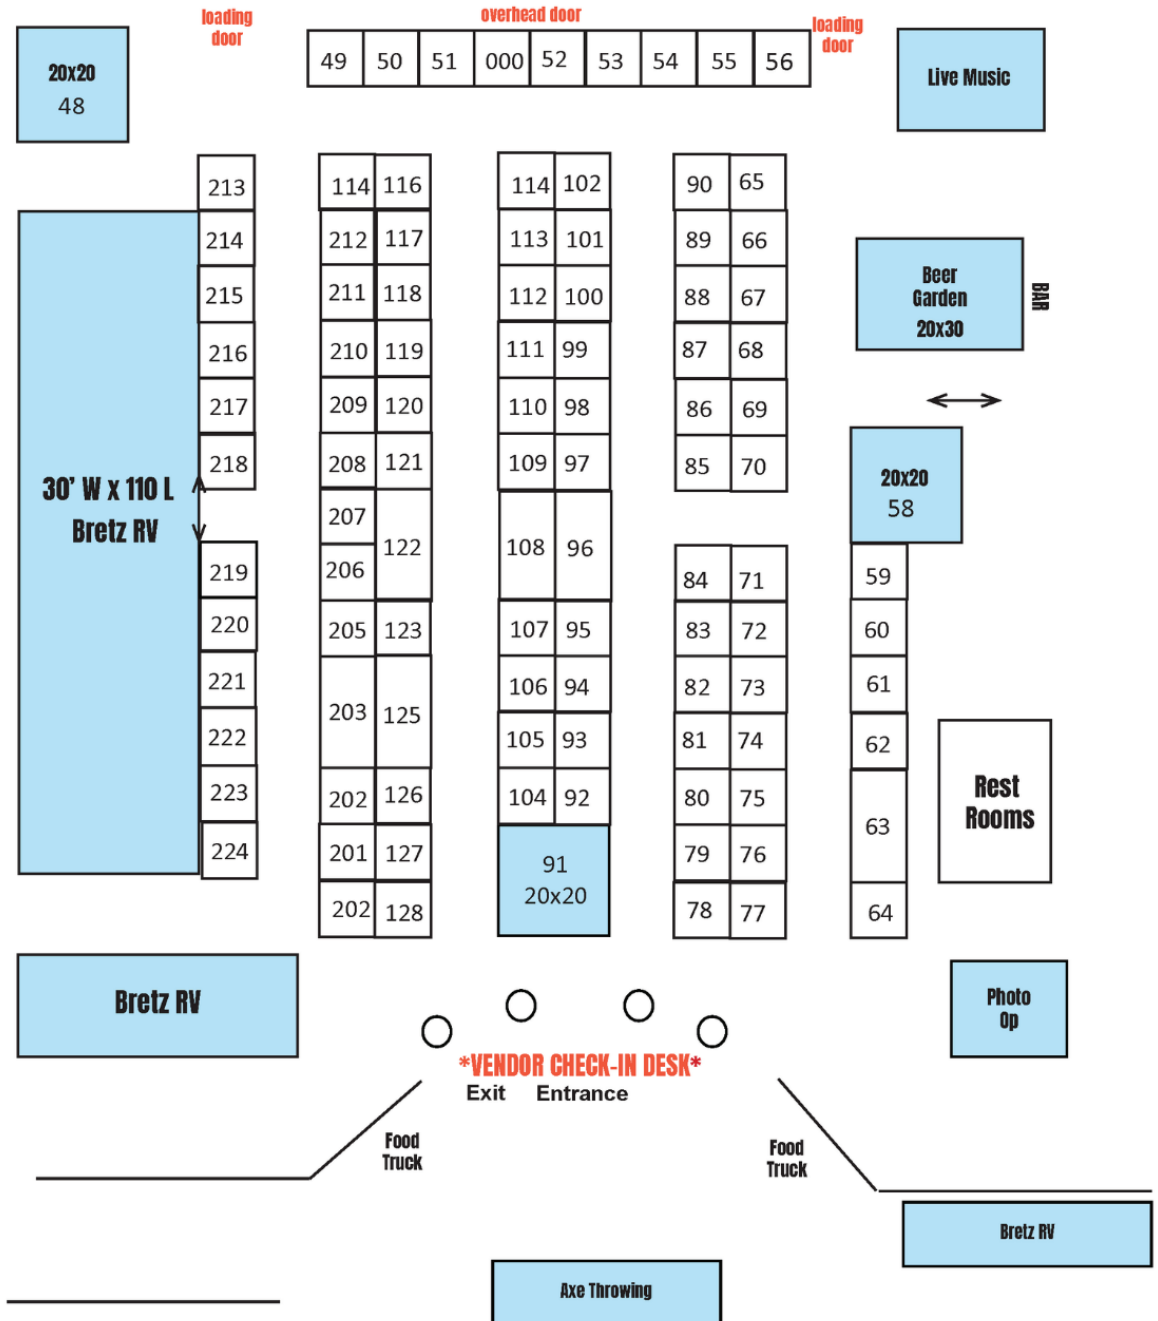 loading
door
overhead door
loading
door
20x20
48
49 50 51 000 52 53 54 55 56
Live Music
213 114 116 114 102 90 65
214 212 117 113 101 89 66
215 211 118 112 100 88 67
Beer
Garden
20x30
BAR
216 210 119 111 99 87 68
217 209 120 110 98 86 69
218 208 121 109 97 85 70
30' W x 110 L
Bretz RV
20x20
58
207
122 108 96
206
219 84 71 59
220 205 123 107 95 83 72 60
221 106 94 82 73 61
203 125
222 105 93 81 74 62
223 202 126 104 92 80 75
63
Rest
Rooms
224 201 127 79 76
91
20x20
202 128 78 77 64
Bretz RV
Photo
Op
*VENDOR CHECK-IN DESK*
Exit Entrance
Food
Truck
Food
Truck
Bretz RV
Axe Throwing